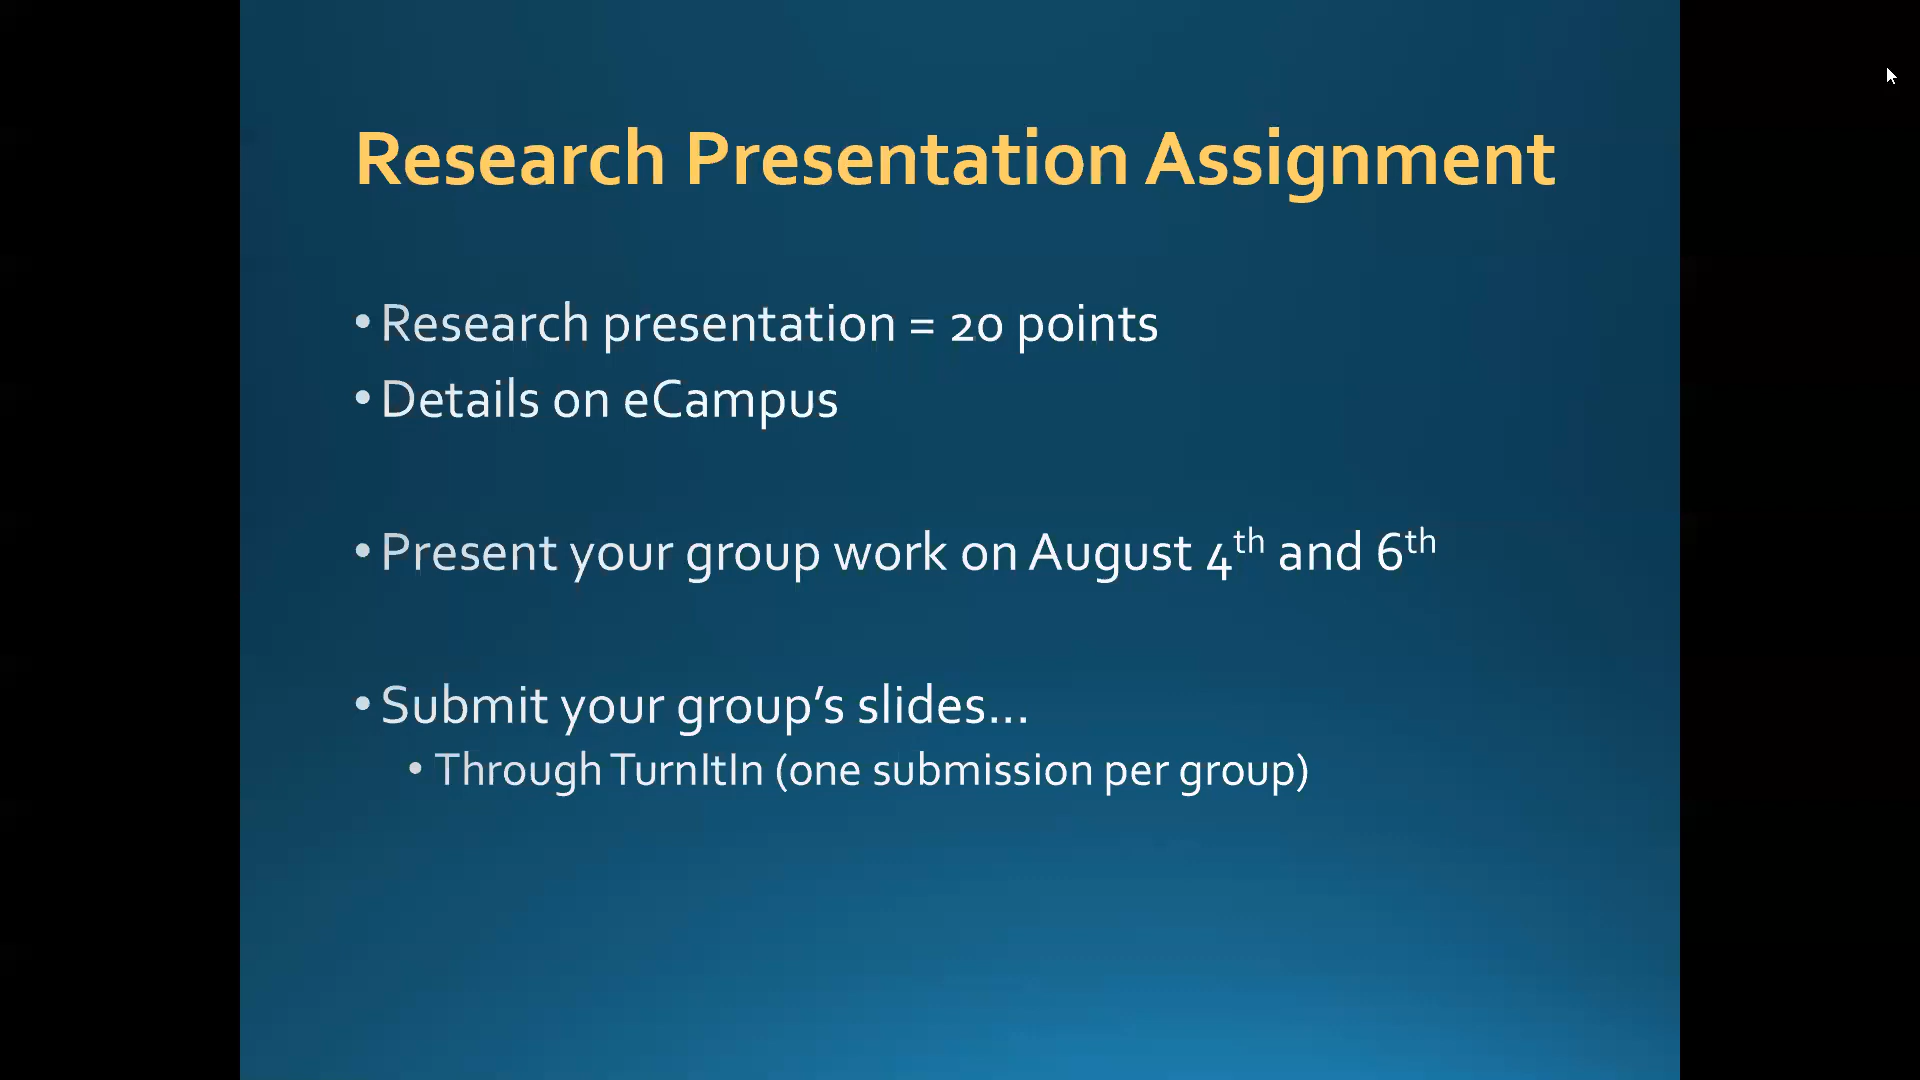 Research Presentation Assignment
• Research presentation = 20 points
• Details on eCampus
• Present your group work on August 4th and 6th
• Submit your group’s slides...
• Through TurnItIn (one submission per group)